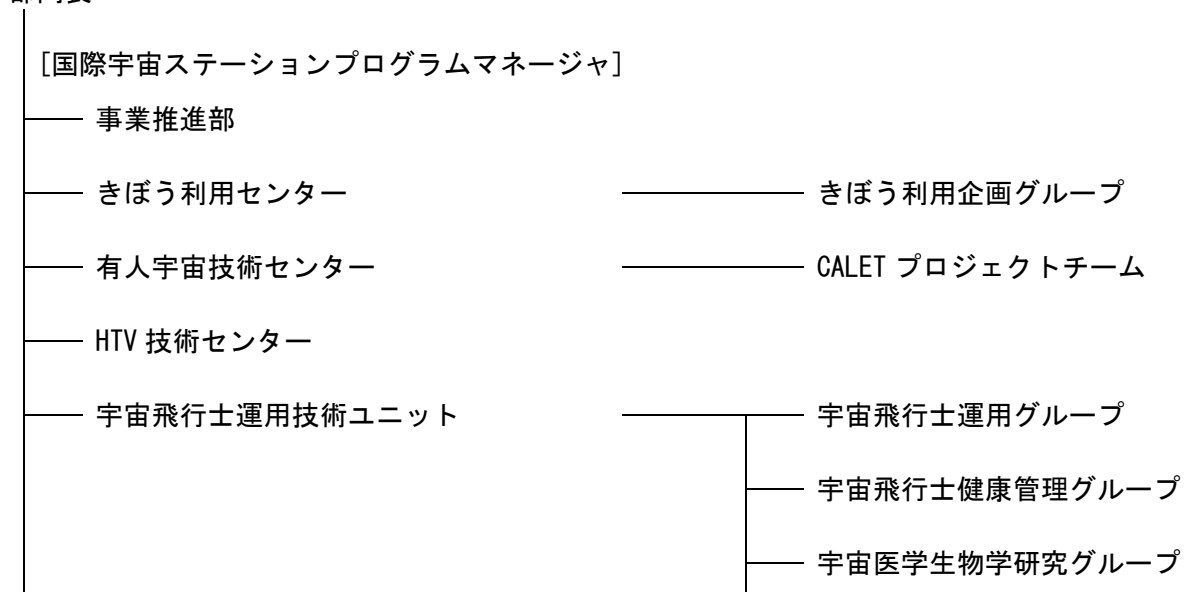 [国際宇宙ステーションプログラムマネージャ]
事業推進部
きぼう利用センター きぼう利用企画グループ
有人宇宙技術センター CALET プロジェクトチーム
HTV 技術センター
宇宙飛行士運用技術ユニット 宇宙飛行士運用グループ
宇宙飛行士健康管理グループ
宇宙医学生物学研究グループ